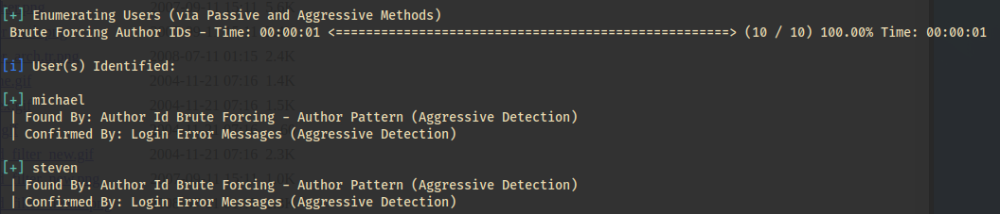 [+] Enumerating Users (via Passive and Aggressive Methods)
Brute Forcing Author IDs - Time: 00:00:01 <==================================================> (10 / 10) 100.00% Time: 00:00:01
[i] User(s) Identified:
[+] michael
| Found By: Author Id Brute Forcing - Author Pattern (Aggressive Detection)
| Confirmed By: Login Error Messages (Aggressive Detection)
[+] steven
| Found By: Author Id Brute Forcing - Author Pattern (Aggressive Detection)
| Confirmed By: Login Error Messages (Aggressive Detection)